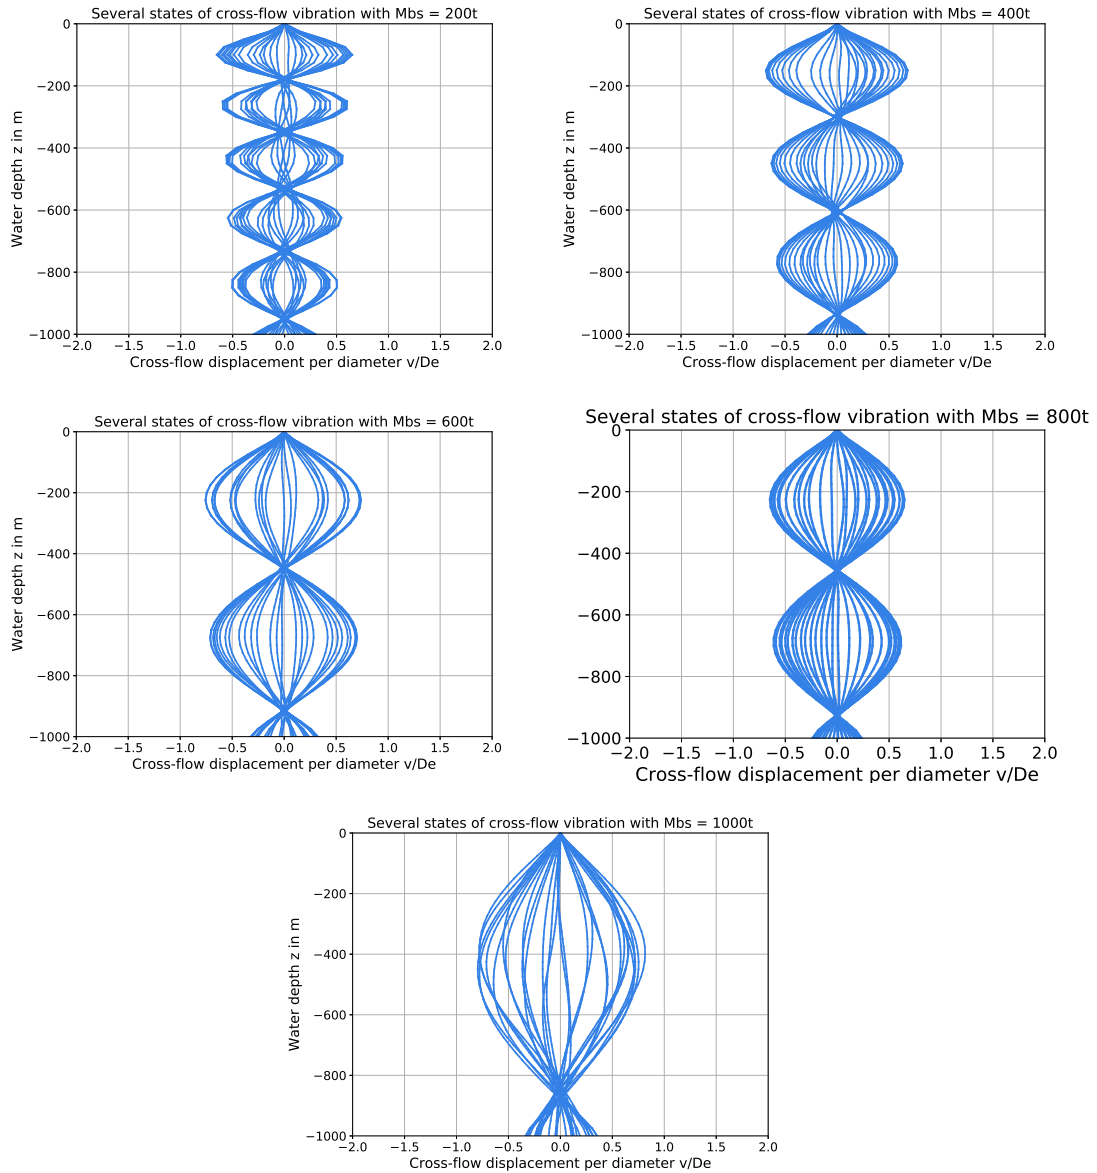 Several states of cross-flow vibration with Mbs = 200t
0
−200
−400
−600
−800
−1000
Water depth z in m
−2.0 −1.5 −1.0 −0.5 0.0 0.5 1.0 1.5 2.0
Cross-flow displacement per diameter v/De
Several states of cross-flow vibration with Mbs = 400t
0
−200
−400
−600
−800
−1000
Water depth z in m
−2.0 −1.5 −1.0 −0.5 0.0 0.5 1.0 1.5 2.0
Cross-flow displacement per diameter v/De
Several states of cross-flow vibration with Mbs = 600t
0
−200
−400
−600
−800
−1000
Water depth z in m
−2.0 −1.5 −1.0 −0.5 0.0 0.5 1.0 1.5 2.0
Cross-flow displacement per diameter v/De
Several states of cross-flow vibration with Mbs = 800t
0
−200
−400
−600
−800
−1000
−2.0 −1.5 −1.0 −0.5 0.0 0.5 1.0 1.5 2.0
Cross-flow displacement per diameter v/De
Several states of cross-flow vibration with Mbs = 1000t
0
−200
−400
−600
−800
−1000
Water depth z in m
−2.0 −1.5 −1.0 −0.5 0.0 0.5 1.0 1.5 2.0
Cross-flow displacement per diameter v/De